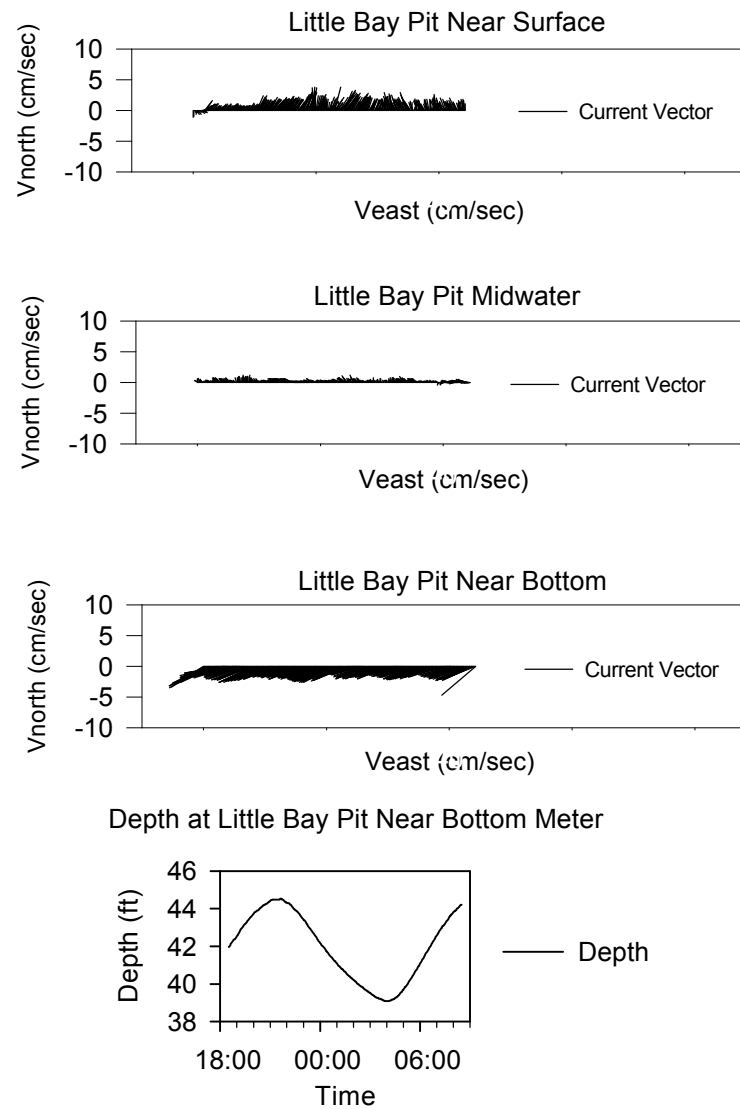 Little Bay Pit Near Surface
10
5
0
-5
-10
Vnorth (cm/sec)
Current Vector
Veast (cm/sec)
Little Bay Pit Midwater
10
5
0
-5
-10
Vnorth (cm/sec)
Current Vector
Veast (cm/sec)
Little Bay Pit Near Bottom
10
5
0
-5
-10
Vnorth (cm/sec)
Current Vector
Veast (cm/sec)
Depth at Little Bay Pit Near Bottom Meter
46
44
42
40
38
Depth (ft)
Depth
18:00 00:00 06:00
Time